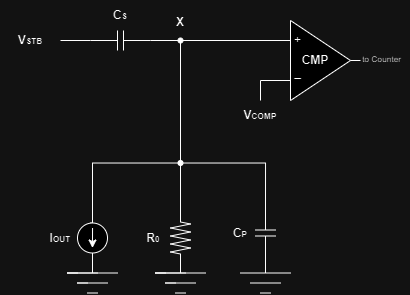 Cs
X
VSTB
+
CMP
−
to Counter
VCOMP
IOUT
R0
CP